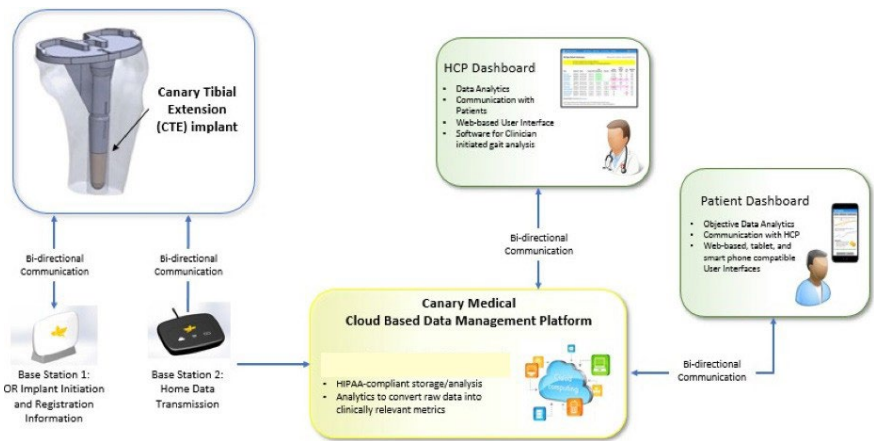 Canary Tibial
Extension
(CTE) implant
HCP Dashboard
• Data Analytics
• Communication with
Patients
• Web-based User Interface
• Software for Clinician
initiated gait analysis
Patient Dashboard
• Objective Data Analytics
• Communication with HCP
• Web-based, tablet, and
smart phone compatible
User Interfaces
Bi-directional
Communication
Bi-directional
Communication
Bi-directional
Communication
Canary Medical
Cloud Based Data Management Platform
• HIPAA-compliant storage/analysis
• Analytics to convert raw data into
clinically relevant metrics
Bi-directional
Communication
Base Station 1:
OR Implant Initiation
and Registration
Information
Base Station 2:
Home Data
Transmission